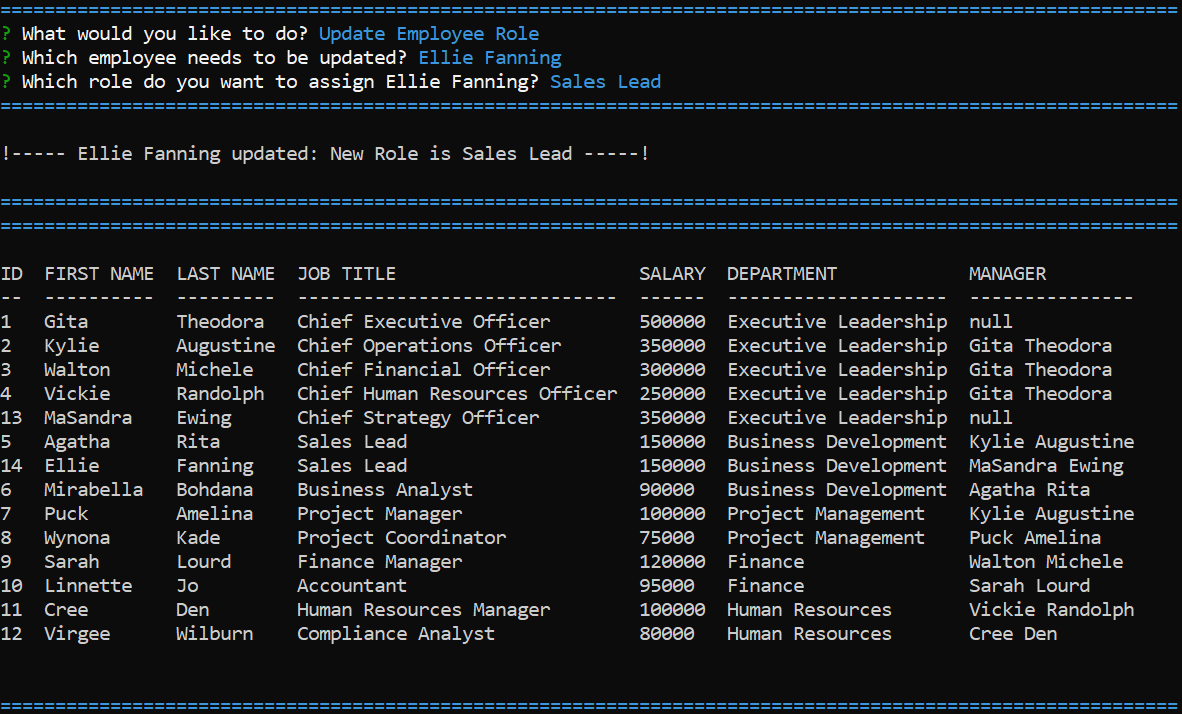 ===========================================================================================================
? What would you like to do? Update Employee Role
? Which employee needs to be updated? Ellie Fanning
? Which role do you want to assign Ellie Fanning? Sales Lead
===========================================================================================================
!----- Ellie Fanning updated: New Role is Sales Lead -----!
===========================================================================================================
===========================================================================================================
ID  FIRST NAME  LAST NAME  JOB TITLE                      SALARY  DEPARTMENT            MANAGER
--  ----------  ---------  -----------------------------  ------  --------------------  ---------------
1   Gita        Theodora   Chief Executive Officer        500000  Executive Leadership  null
2   Kylie       Augustine  Chief Operations Officer       350000  Executive Leadership  Gita Theodora
3   Walton      Michele    Chief Financial Officer        300000  Executive Leadership  Gita Theodora
4   Vickie      Randolph   Chief Human Resources Officer  250000  Executive Leadership  Gita Theodora
13  MaSandra    Ewing      Chief Strategy Officer         350000  Executive Leadership  null
5   Agatha      Rita       Sales Lead                     150000  Business Development  Kylie Augustine
14  Ellie       Fanning    Sales Lead                     150000  Business Development  MaSandra Ewing
6   Mirabella   Bohdana    Business Analyst               90000   Business Development  Agatha Rita
7   Puck        Amelina    Project Manager                100000  Project Management    Kylie Augustine
8   Wynona      Kade       Project Coordinator            75000   Project Management    Puck Amelina
9   Sarah       Lourd      Finance Manager                120000  Finance               Walton Michele
10  Linnette    Jo         Accountant                     95000   Finance               Sarah Lourd
11  Cree        Den        Human Resources Manager        100000  Human Resources       Vickie Randolph
12  Virgee      Wilburn    Compliance Analyst             80000   Human Resources       Cree Den
===========================================================================================================